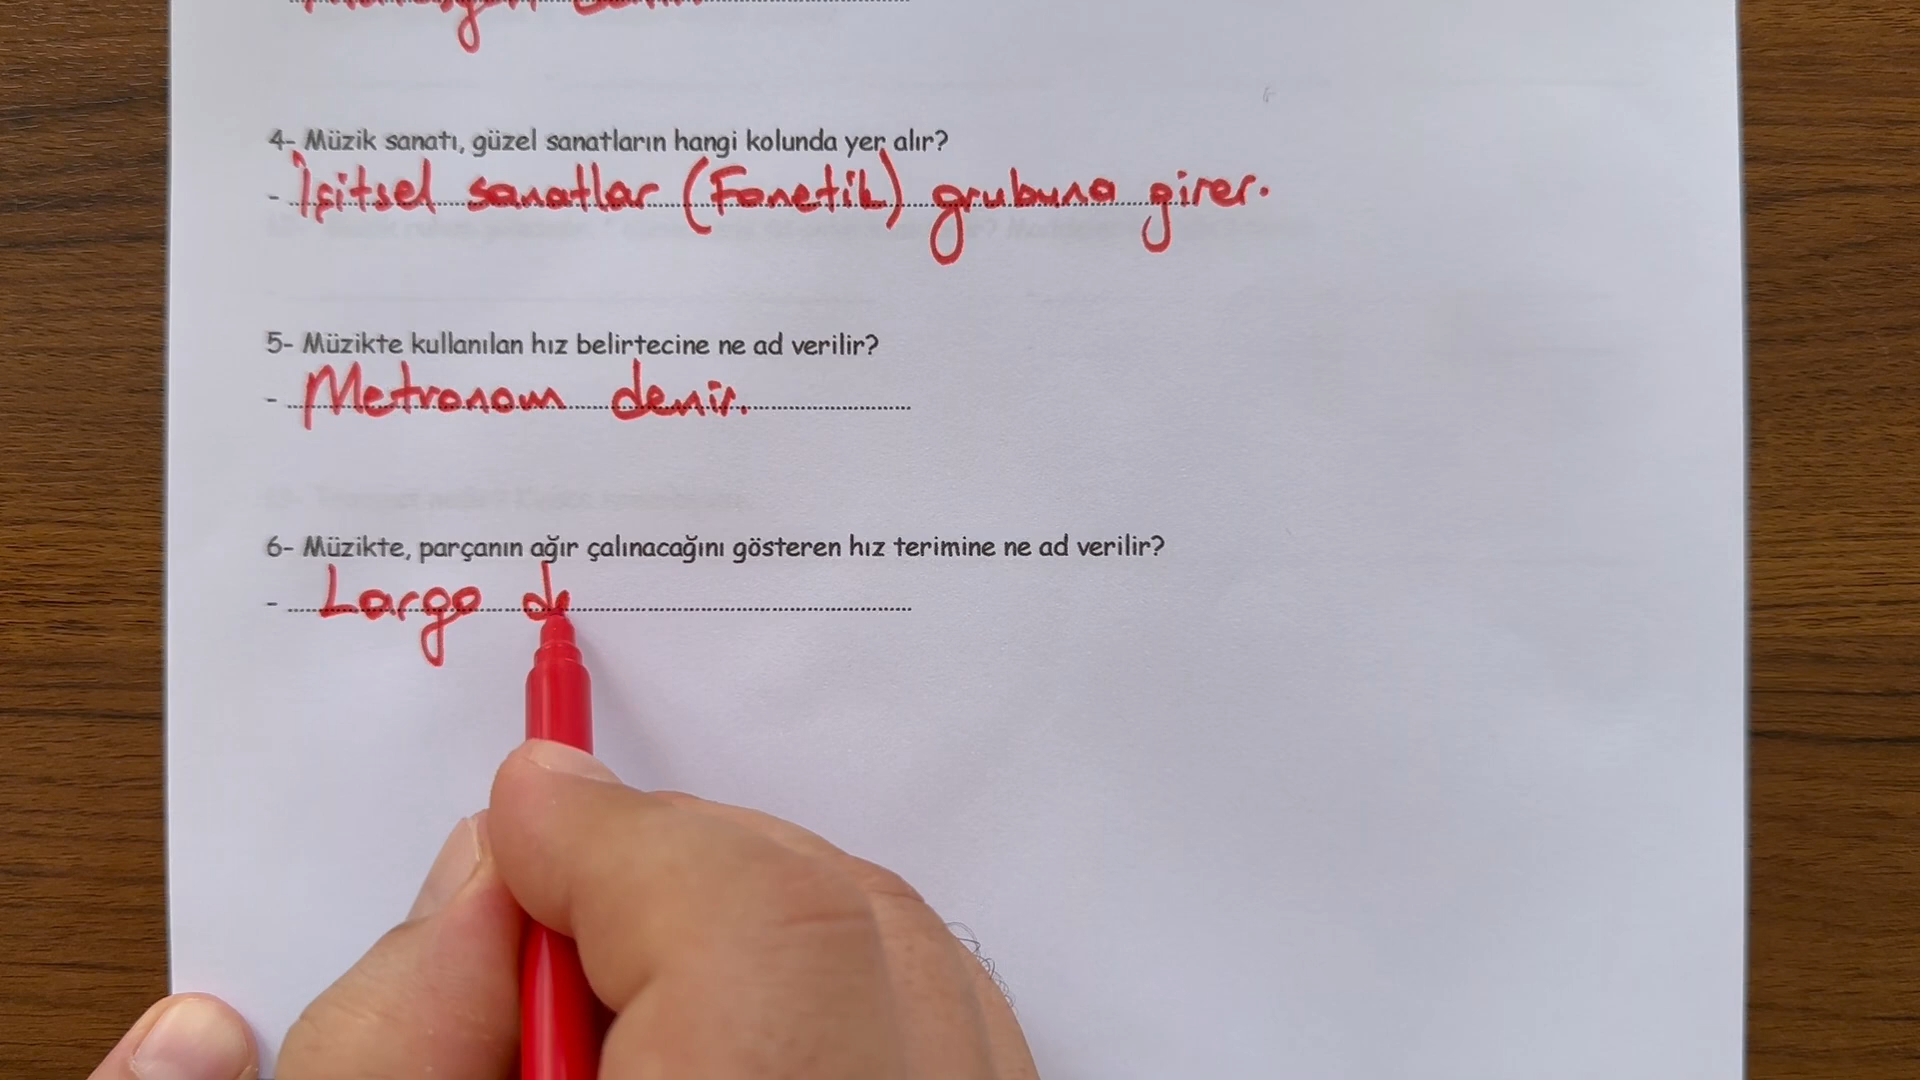 4- Müzik sanatı, güzel sanatların hangi kolunda yer alır?
- İşitsel sanatlar (Fonetik) grubuna girer.
5- Müzikte kullanılan hız belirtecine ne ad verilir?
- Metronom denir.
6- Müzikte, parçanın ağır çalınacağını gösteren hız terimine ne ad verilir?
- Largo de